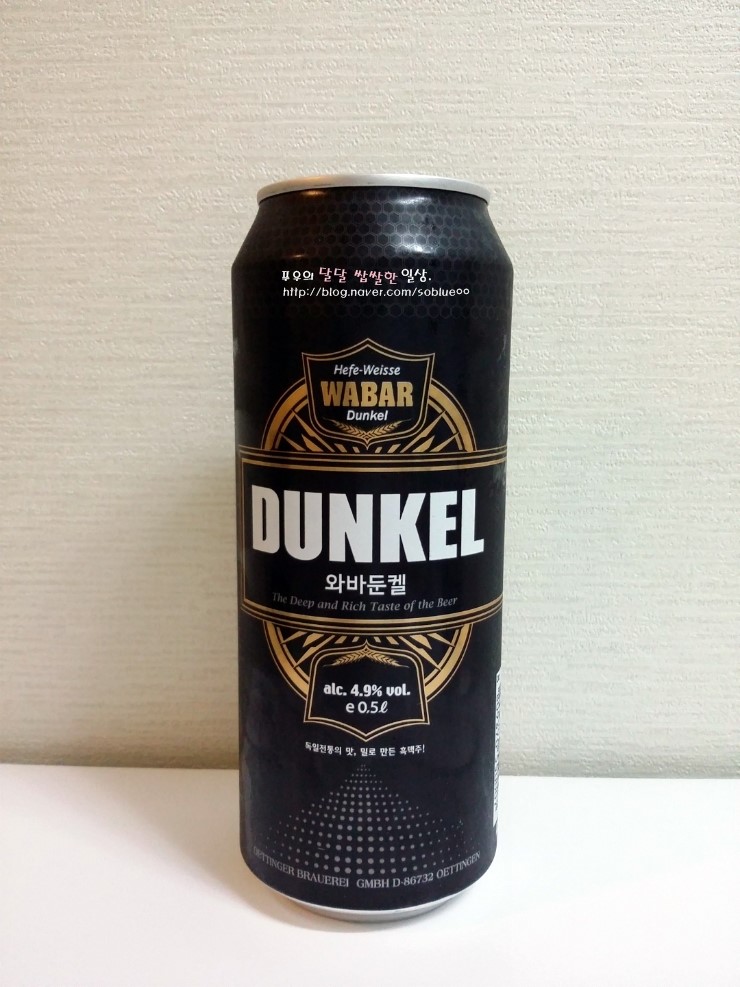 푸우의 달달 쌉쌀한 일상.
http://blog.naver.com/soblueoo
Hefe-Weisse
WABAR
Dunkel
DUNKEL
와바둔켈
The Deep and Rich Taste of the Beer
alc. 4.9% vol.
e 0,5ℓ
독일전통의 맛, 밀로 만든 흑맥주!
OETTINGER BRAUEREI GMBH D-86732 OETTINGEN